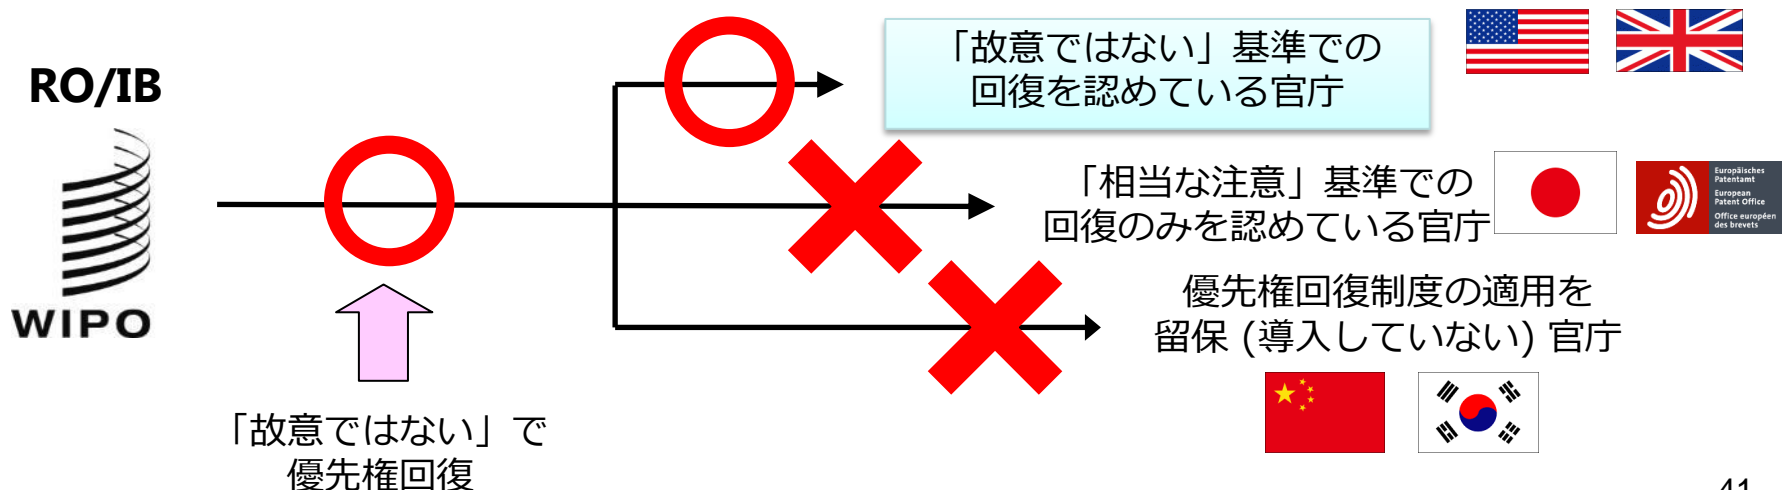 RO/IB
WIPO
「故意ではない」で
優先権回復
「故意ではない」基準での
回復を認めている官庁
「相当な注意」基準での
回復のみを認めている官庁
Europäisches
Patentamt
European
Patent Office
Office européen
des brevets
優先権回復制度の適用を
留保 (導入していない) 官庁
41